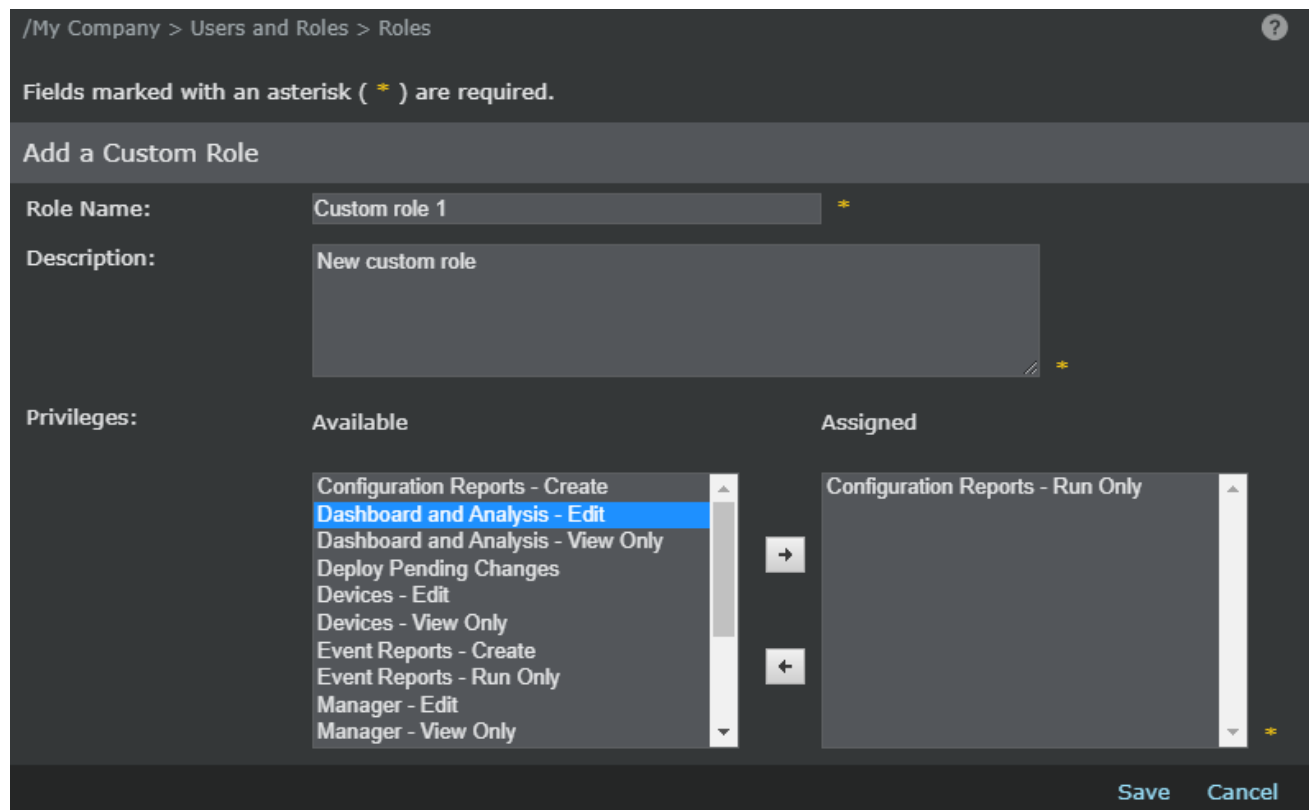 /My Company > Users and Roles > Roles
?
Fields marked with an asterisk ( * ) are required.
Add a Custom Role
Role Name:
Custom role 1
*
Description:
New custom role
*
Privileges:
Available
Assigned
Configuration Reports - Create
Dashboard and Analysis - Edit
Dashboard and Analysis - View Only
Deploy Pending Changes
Devices - Edit
Devices - View Only
Event Reports - Create
Event Reports - Run Only
Manager - Edit
Manager - View Only
Configuration Reports - Run Only
*
Save
Cancel